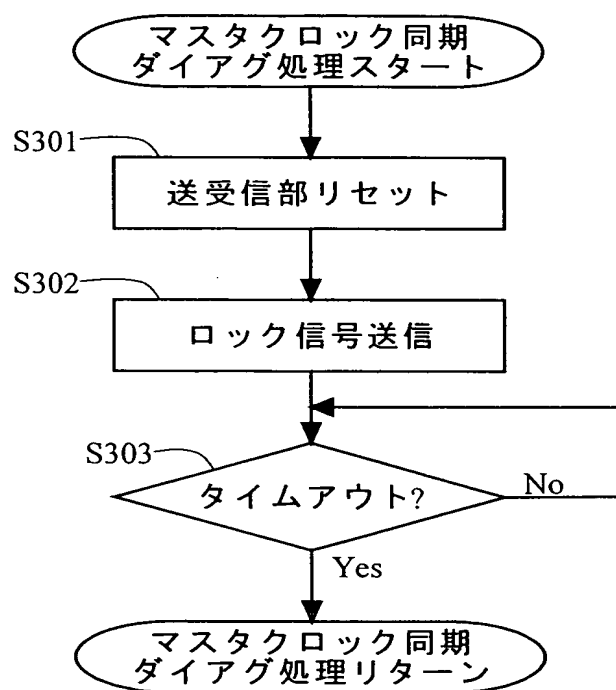 マスタクロック同期
ダイアグ処理スタート
S301
送受信部リセット
S302
ロック信号送信
S303
タイムアウト?
No
Yes
マスタクロック同期
ダイアグ処理リターン